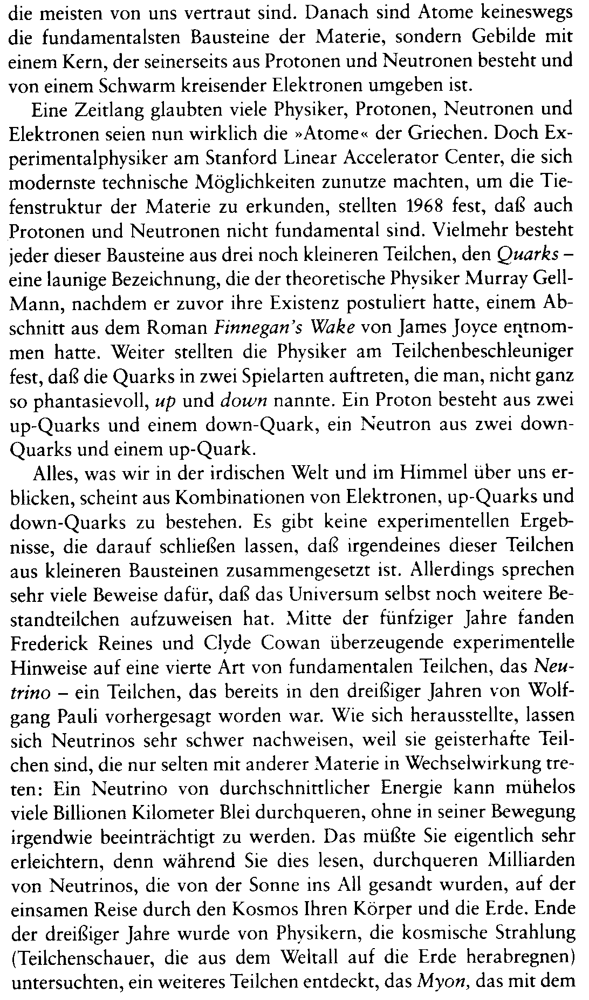 die meisten von uns vertraut sind. Danach sind Atome keineswegs
die fundamentalsten Bausteine der Materie, sondern Gebilde mit
einem Kern, der seinerseits aus Protonen und Neutronen besteht und
von einem Schwarm kreisender Elektronen umgeben ist.
Eine Zeitlang glaubten viele Physiker, Protonen, Neutronen und
Elektronen seien nun wirklich die »Atome« der Griechen. Doch Ex-
perimentalphysiker am Stanford Linear Accelerator Center, die sich
modernste technische Möglichkeiten zunutze machten, um die Tie-
fenstruktur der Materie zu erkunden, stellten 1968 fest, daß auch
Protonen und Neutronen nicht fundamental sind. Vielmehr besteht
jeder dieser Bausteine aus drei noch kleineren Teilchen, den Quarks –
eine launige Bezeichnung, die der theoretische Physiker Murray Gell-
Mann, nachdem er zuvor ihre Existenz postuliert hatte, einem Ab-
schnitt aus dem Roman Finnegan's Wake von James Joyce entnom-
men hatte. Weiter stellten die Physiker am Teilchenbeschleuniger
fest, daß die Quarks in zwei Spielarten auftreten, die man, nicht ganz
so phantasievoll, up und down nannte. Ein Proton besteht aus zwei
up-Quarks und einem down-Quark, ein Neutron aus zwei down-
Quarks und einem up-Quark.
Alles, was wir in der irdischen Welt und im Himmel über uns er-
blicken, scheint aus Kombinationen von Elektronen, up-Quarks und
down-Quarks zu bestehen. Es gibt keine experimentellen Ergeb-
nisse, die darauf schließen lassen, daß irgendeines dieser Teilchen
aus kleineren Bausteinen zusammengesetzt ist. Allerdings sprechen
sehr viele Beweise dafür, daß das Universum selbst noch weitere Be-
standteilchen aufzuweisen hat. Mitte der fünfziger Jahre fanden
Frederick Reines und Clyde Cowan überzeugende experimentelle
Hinweise auf eine vierte Art von fundamentalen Teilchen, das Neu-
trino – ein Teilchen, das bereits in den dreißiger Jahren von Wolf-
gang Pauli vorhergesagt worden war. Wie sich herausstellte, lassen
sich Neutrinos sehr schwer nachweisen, weil sie geisterhafte Teil-
chen sind, die nur selten mit anderer Materie in Wechselwirkung tre-
ten: Ein Neutrino von durchschnittlicher Energie kann mühelos
viele Billionen Kilometer Blei durchqueren, ohne in seiner Bewegung
irgendwie beeinträchtigt zu werden. Das müßte Sie eigentlich sehr
erleichtern, denn während Sie dies lesen, durchqueren Milliarden
von Neutrinos, die von der Sonne ins All gesandt wurden, auf der
einsamen Reise durch den Kosmos Ihren Körper und die Erde. Ende
der dreißiger Jahre wurde von Physikern, die kosmische Strahlung
(Teilchenschauer, die aus dem Weltall auf die Erde herabregnen)
untersuchten, ein weiteres Teilchen entdeckt, das Myon, das mit dem